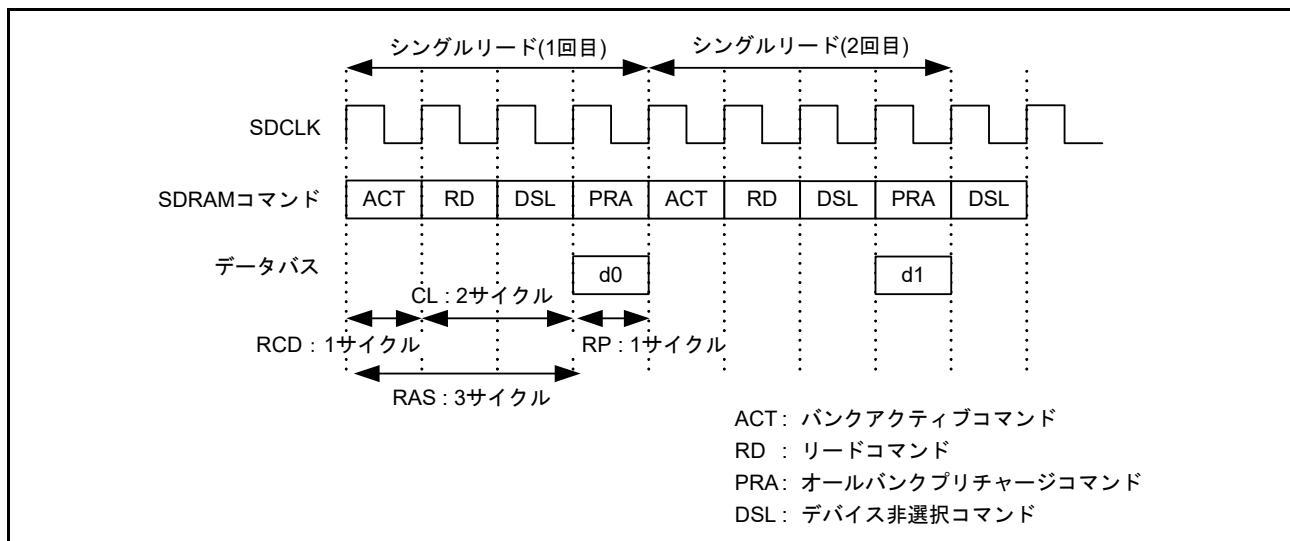 シングルリード(1回目)
シングルリード(2回目)
SDCLK
SDRAMコマンド
ACT
RD
DSL
PRA
ACT
RD
DSL
PRA
DSL
データバス
d0
d1
CL : 2サイクル
RCD : 1サイクル
RP : 1サイクル
RAS : 3サイクル
ACT : バンクアクティブコマンド
RD : リードコマンド
PRA : オールバンクプリチャージコマンド
DSL : デバイス非選択コマンド